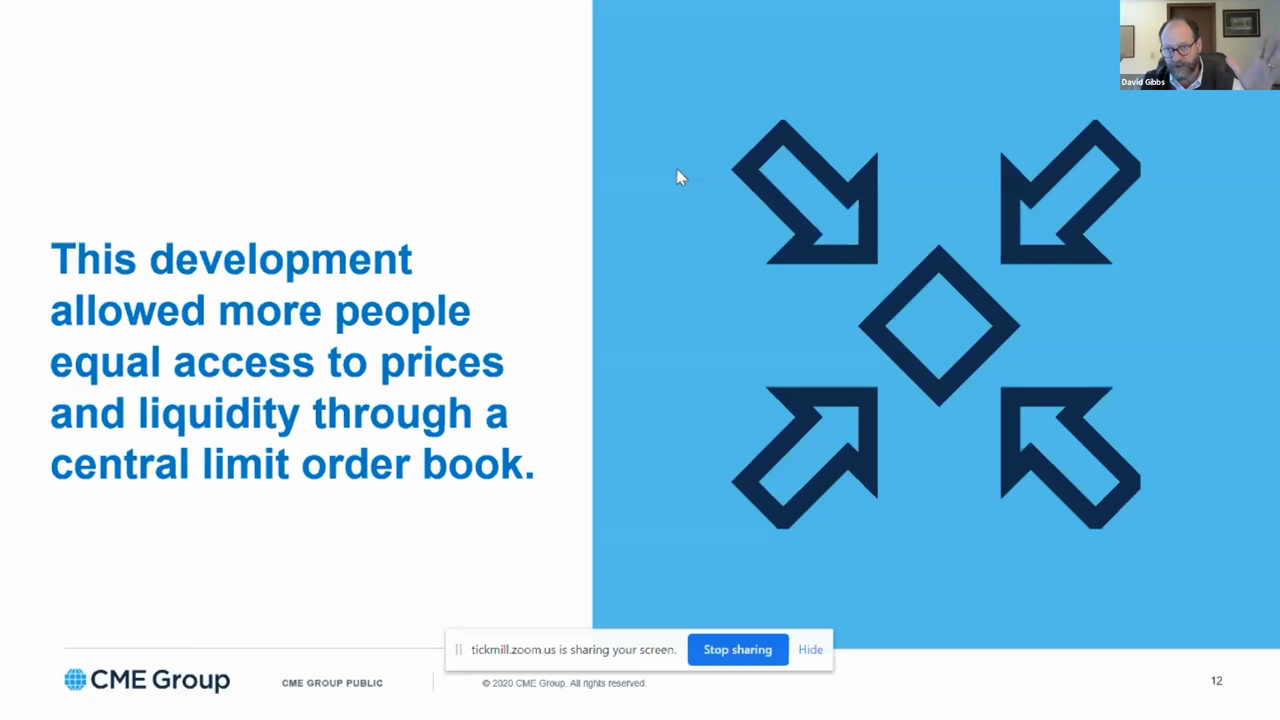 David Gibbs
This development
allowed more people
equal access to prices
and liquidity through a
central limit order book.
tickmill.zoom.us is sharing your screen.
Stop sharing
Hide
CME Group
CME GROUP PUBLIC
© 2020 CME Group. All rights reserved.
12